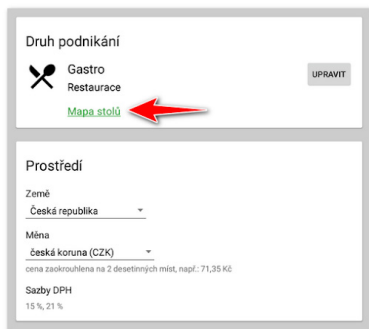 Druh podnikání
Gastro
Restaurace
UPRAVIT
Mapa stolů
Prostředí
Země
Česká republika
Měna
česká koruna (CZK)
cena zaokrouhlena na 2 desetinných míst, např.: 71,35 Kč
Sazby DPH
15 %, 21 %